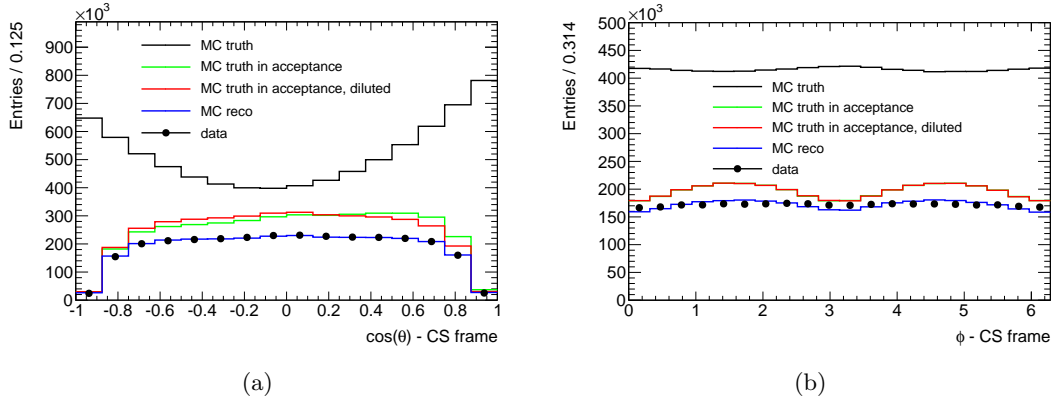 ×10³
Entries / 0.125
900
800
700
600
500
400
300
200
100
0
MC truth
MC truth in acceptance
MC truth in acceptance, diluted
MC reco
data
-1 -0.8 -0.6 -0.4 -0.2 0 0.2 0.4 0.6 0.8 1
cos(θ) - CS frame
(a)
×10³
Entries / 0.314
500
450
400
350
300
250
200
150
100
50
0
MC truth
MC truth in acceptance
MC truth in acceptance, diluted
MC reco
data
0 1 2 3 4 5 6
ϕ - CS frame
(b)